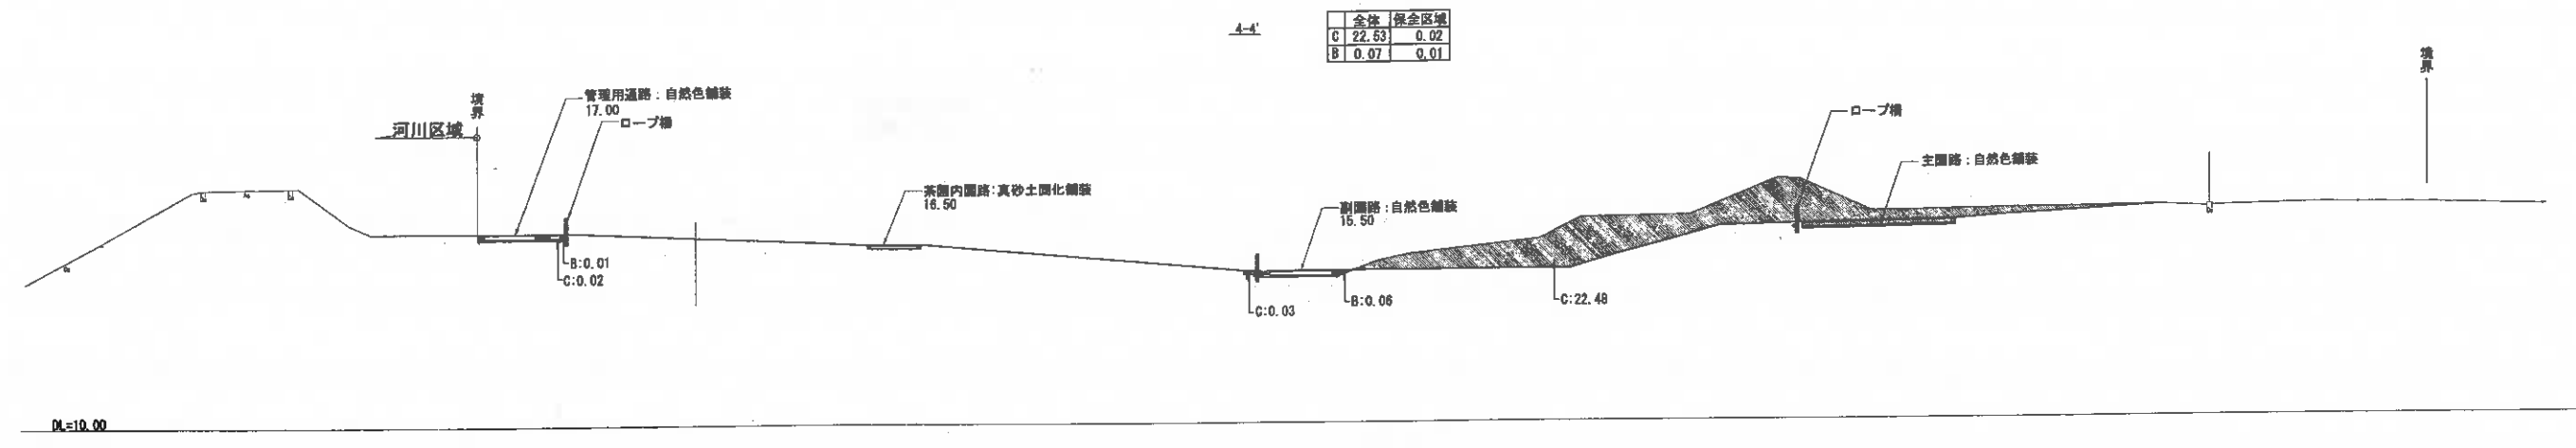 4-4'
全体 保全区域
C 22.53 0.02
B 0.07 0.01
境界
管理用通路：自然色舗装
17.00
ロープ柵
河川区域
茶園内園路：真砂土固化舗装
16.50
副園路：自然色舗装
15.50
ロープ柵
主園路：自然色舗装
境界
B:0.01
C:0.02
C:0.03
B:0.06
C:22.48
DL=10.00